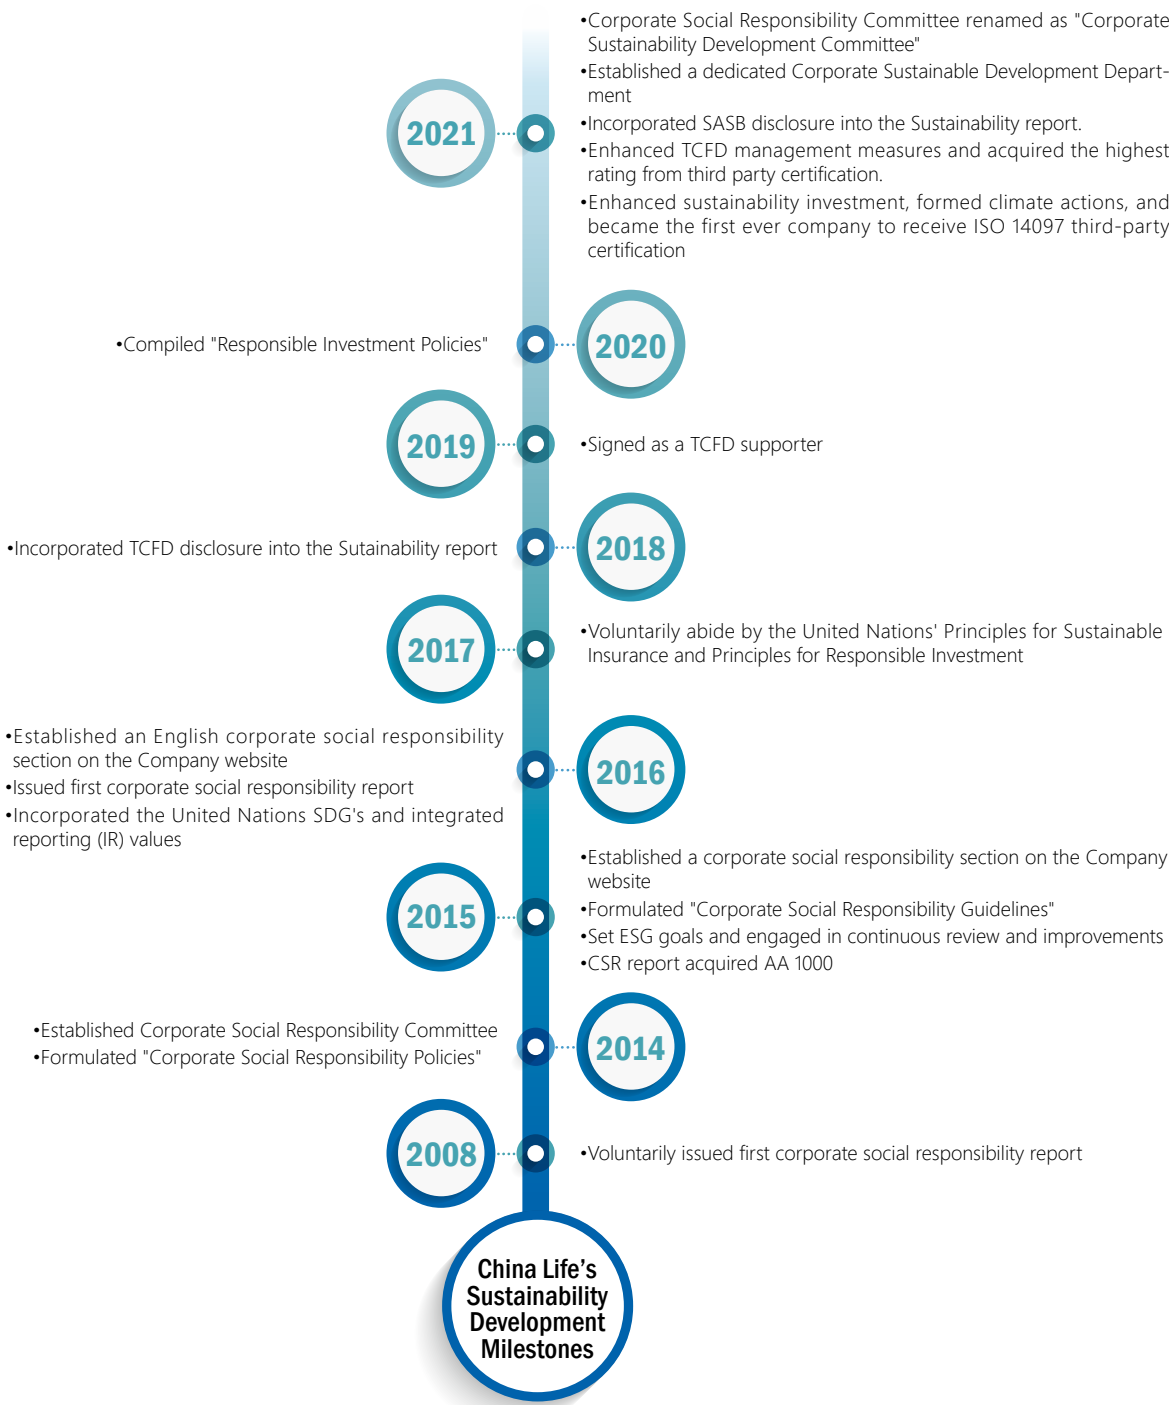 •Corporate Social Responsibility Committee renamed as "Corporate
Sustainability Development Committee"
•Established a dedicated Corporate Sustainable Development Depart-
ment
•Incorporated SASB disclosure into the Sustainability report.
•Enhanced TCFD management measures and acquired the highest
rating from third party certification.
•Enhanced sustainability investment, formed climate actions, and
became the first ever company to receive ISO 14097 third-party
certification
2021
•Compiled "Responsible Investment Policies"
2020
2019
•Signed as a TCFD supporter
•Incorporated TCFD disclosure into the Sutainability report
2018
2017
•Voluntarily abide by the United Nations' Principles for Sustainable
Insurance and Principles for Responsible Investment
•Established an English corporate social responsibility
section on the Company website
•Issued first corporate social responsibility report
•Incorporated the United Nations SDG's and integrated
reporting (IR) values
2016
2015
•Established a corporate social responsibility section on the Company
website
•Formulated "Corporate Social Responsibility Guidelines"
•Set ESG goals and engaged in continuous review and improvements
•CSR report acquired AA 1000
•Established Corporate Social Responsibility Committee
•Formulated "Corporate Social Responsibility Policies"
2014
2008
•Voluntarily issued first corporate social responsibility report
China Life’s
Sustainability
Development
Milestones